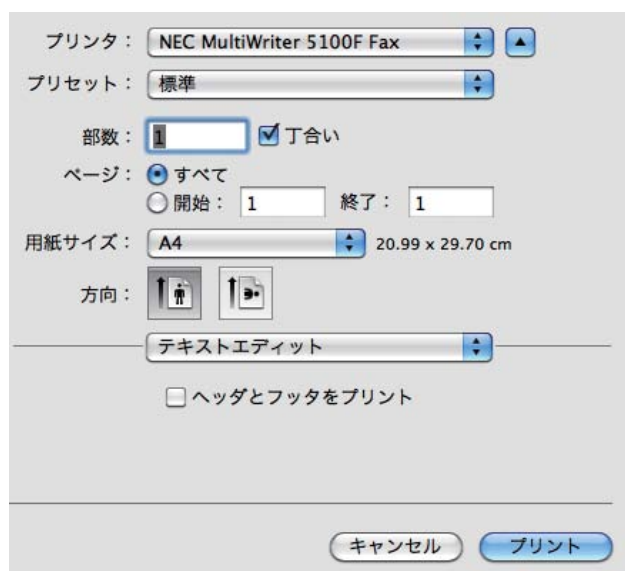 プリンタ： NEC MultiWriter 5100F Fax
プリセット： 標準
部数： 1 丁合い
ページ： すべて
開始： 1 終了： 1
用紙サイズ： A4 20.99 x 29.70 cm
方向：
テキストエディット
ヘッダとフッタをプリント
キャンセル プリント